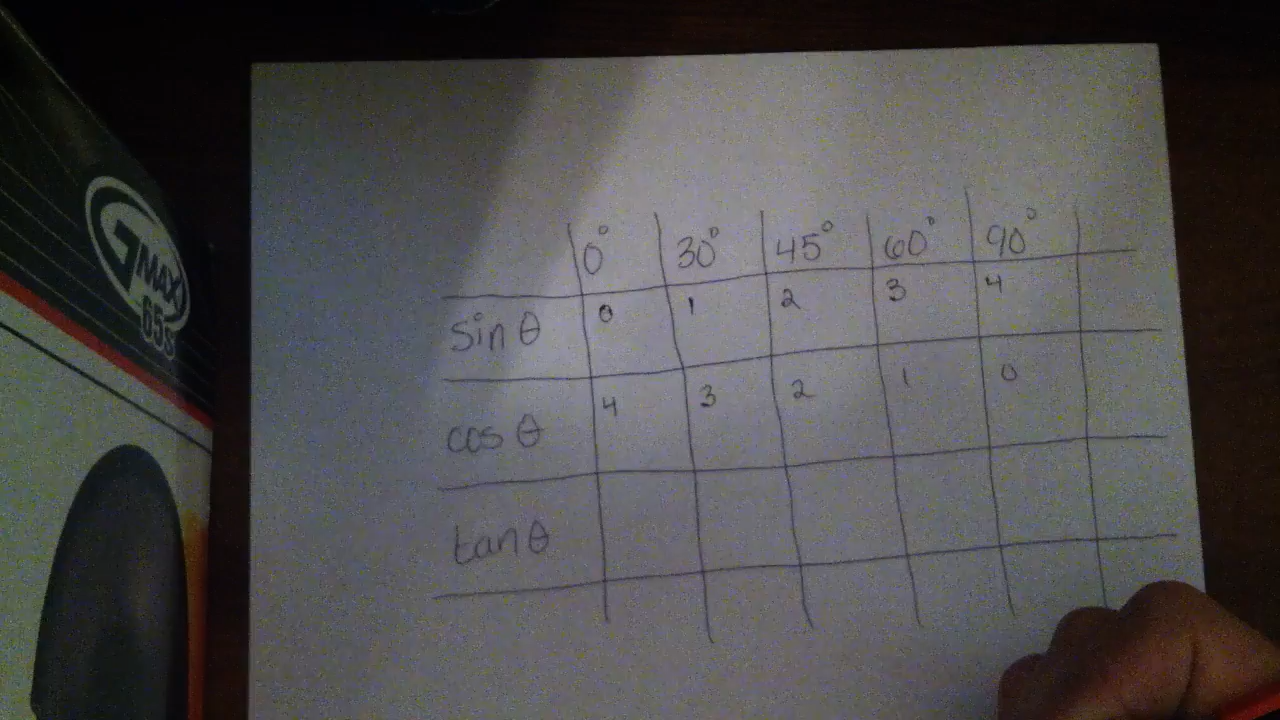 GMAX
65S
0° 30° 45° 60° 90°
sin θ 0 1 2 3 4
cos θ 4 3 2 1 0
tan θ